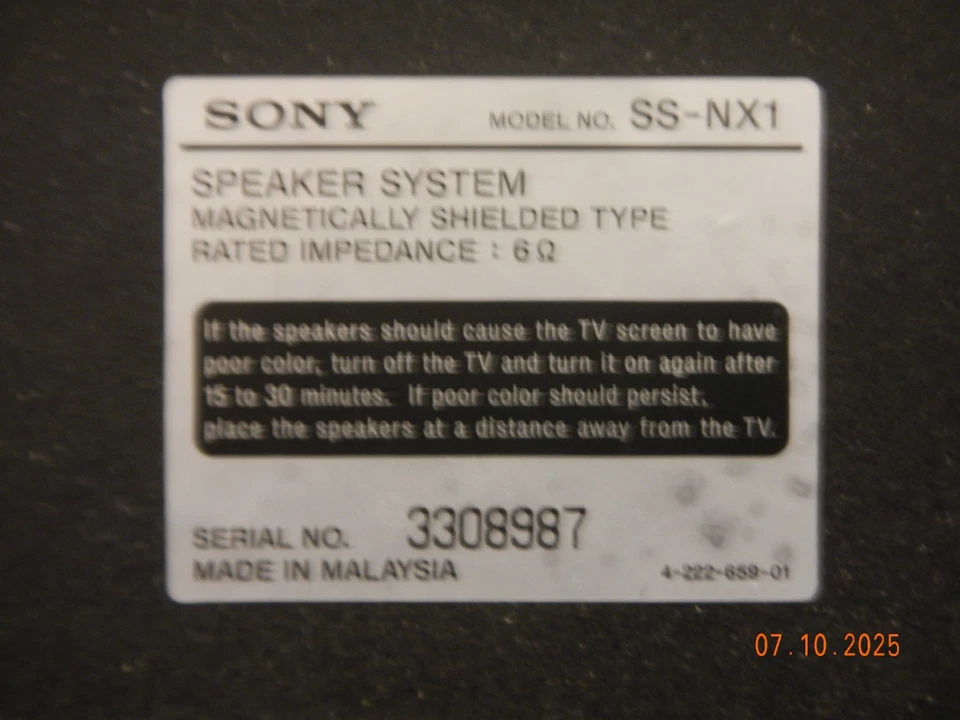 SONY MODEL NO. SS-NX1
SPEAKER SYSTEM
MAGNETICALLY SHIELDED TYPE
RATED IMPEDANCE : 6 Ω
If the speakers should cause the TV screen to have
poor color, turn off the TV and turn it on again after
15 to 30 minutes. If poor color should persist,
place the speakers at a distance away from the TV.
SERIAL NO. 3308987
MADE IN MALAYSIA 4-222-659-01
07.10.2025